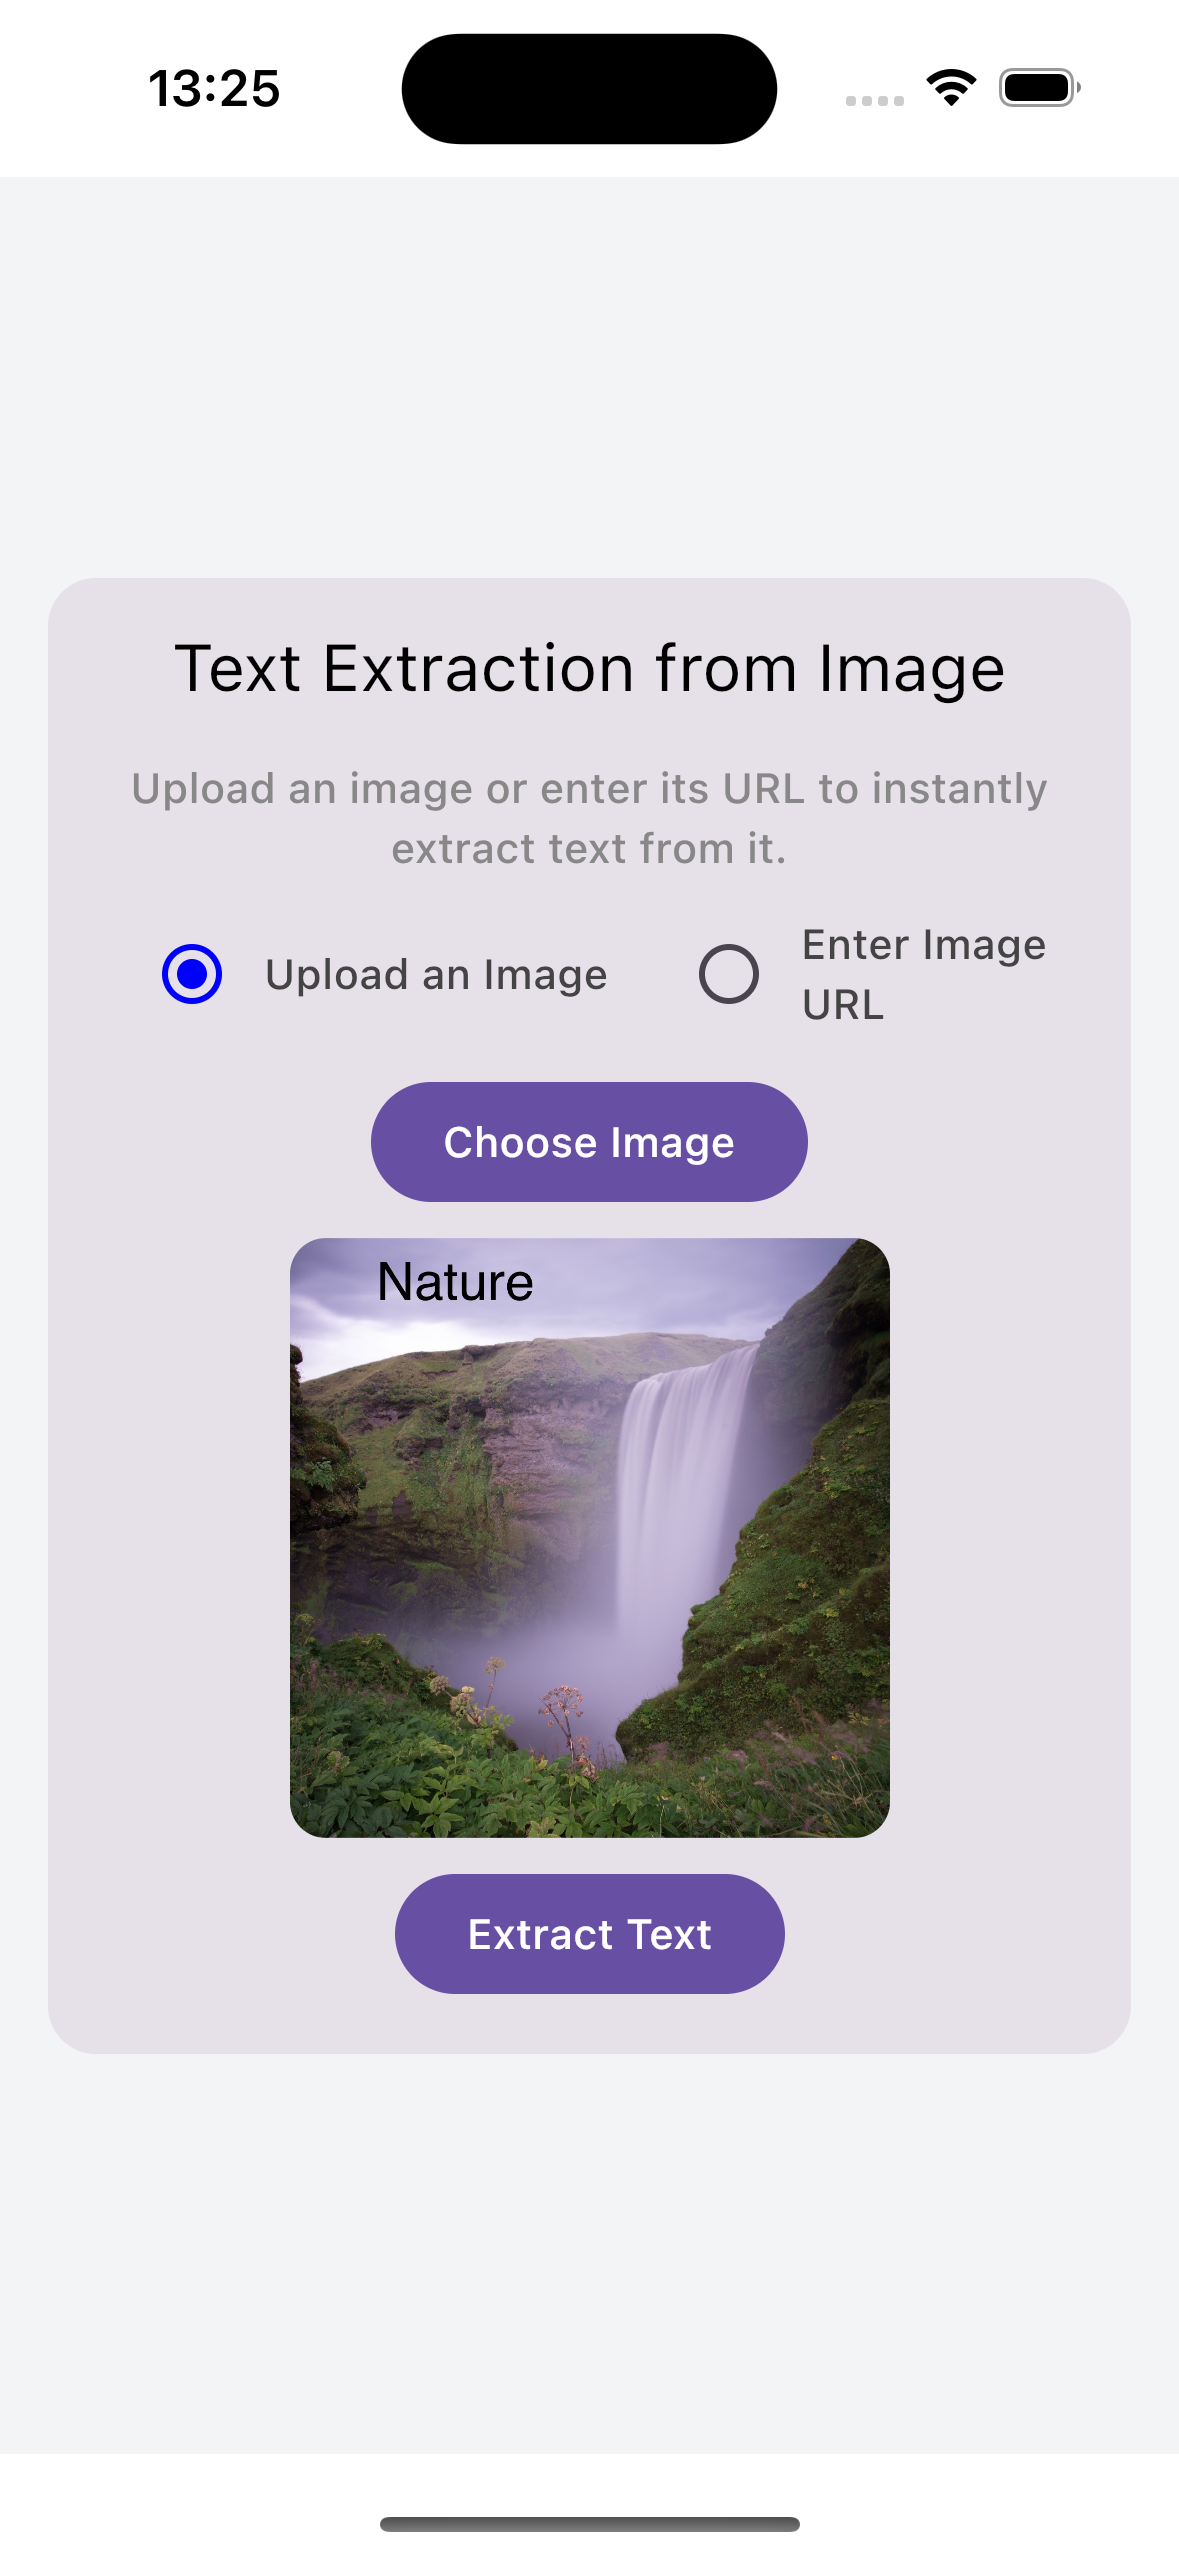 13:25
Text Extraction from Image
Upload an image or enter its URL to instantly
extract text from it.
Upload an Image
Enter Image
URL
Choose Image
Nature
Extract Text